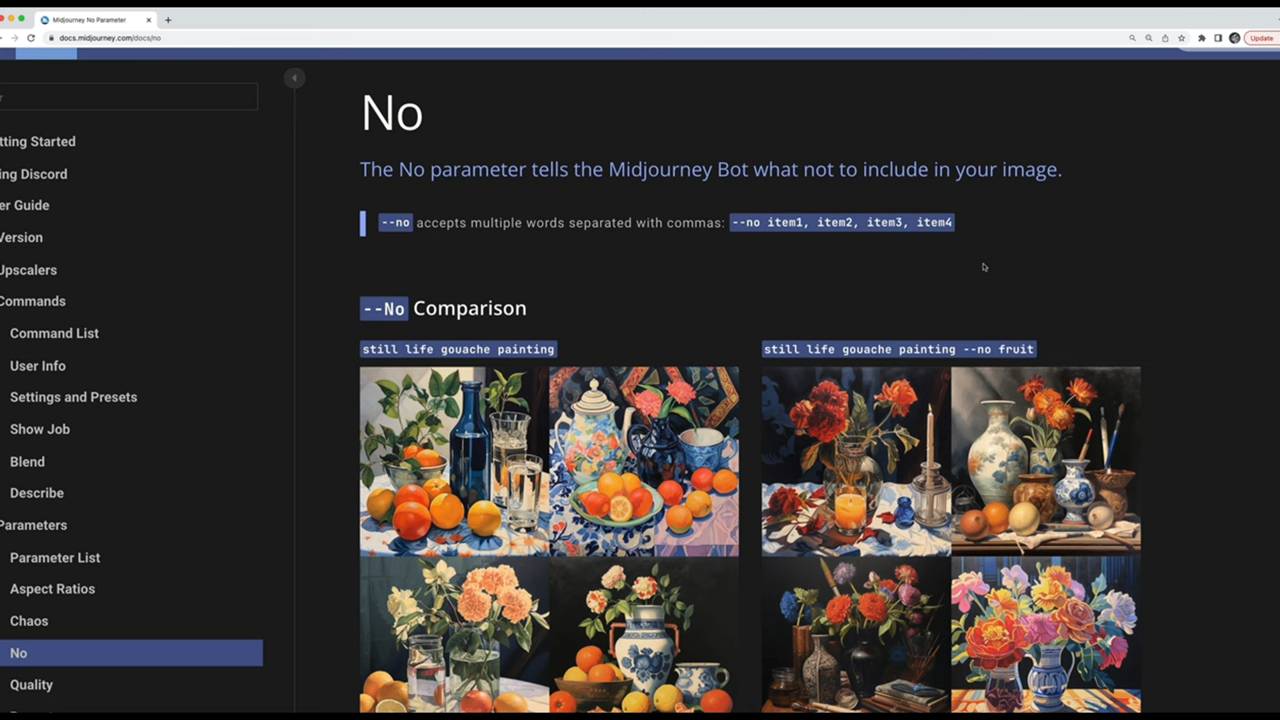 Midjourney No Parameter
docs.midjourney.com/docs/no
Update
r
tting Started
ing Discord
er Guide
Version
Upscalers
Commands
Command List
User Info
Settings and Presets
Show Job
Blend
Describe
Parameters
Parameter List
Aspect Ratios
Chaos
No
Quality
No
The No parameter tells the Midjourney Bot what not to include in your image.
--no accepts multiple words separated with commas: --no item1, item2, item3, item4
--No Comparison
still life gouache painting
still life gouache painting --no fruit